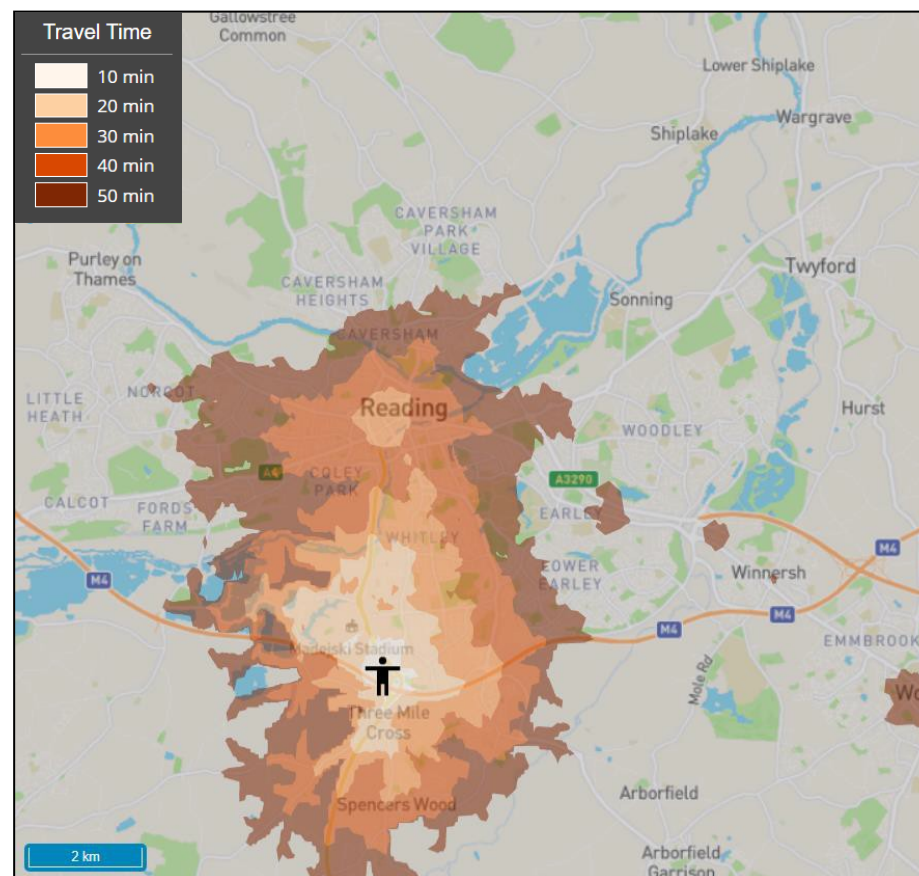 Travel Time
10 min
20 min
30 min
40 min
50 min
Gallowstree
Common
Lower Shiplake
Wargrave
Shiplake
CAVERSHAM
PARK
VILLAGE
Purley on
Thames
Twyford
CAVERSHAM
HEIGHTS
Sonning
CAVERSHAM
NORCOT
LITTLE
HEATH
Reading
Hurst
WOODLEY
A4
COLEY
PARK
A3290
CALCOT
FORDS
FARM
EARLEY
WHITLEY
M4
LOWER
EARLEY
M4
Winnersh
M4
M4
EMMBROOK
Madejski Stadium
Mole Rd
Wo
Three Mile
Cross
Arborfield
Spencers Wood
2 km
Arborfield
Garrison